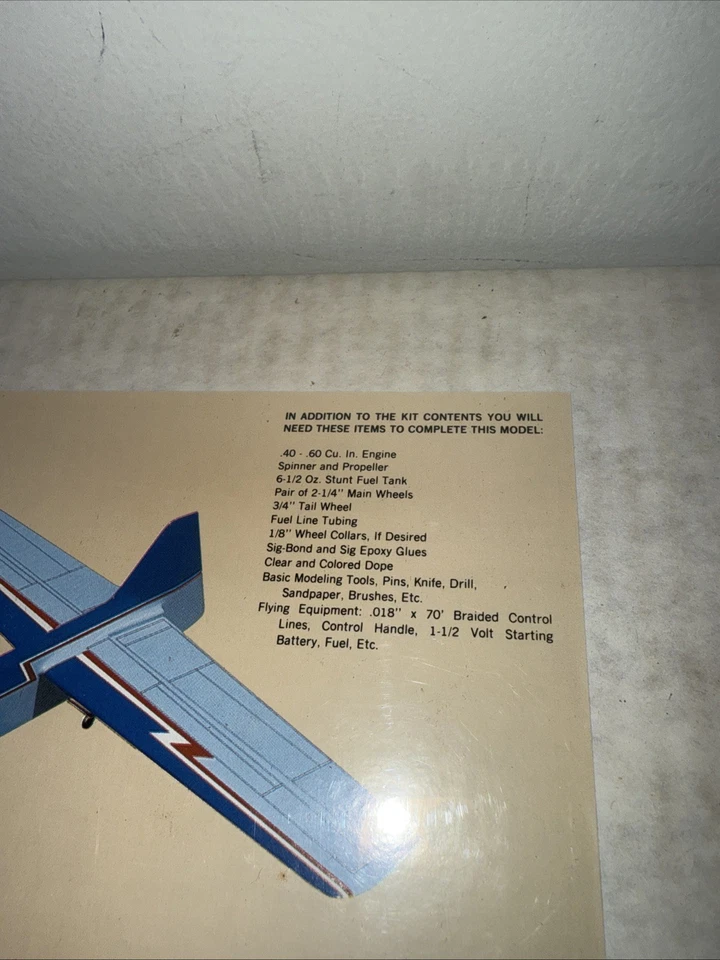 IN ADDITION TO THE KIT CONTENTS YOU WILL
NEED THESE ITEMS TO COMPLETE THIS MODEL:
.40 - .60 Cu. In. Engine
Spinner and Propeller
6-1/2 Oz. Stunt Fuel Tank
Pair of 2-1/4" Main Wheels
3/4" Tail Wheel
Fuel Line Tubing
1/8" Wheel Collars, If Desired
Sig-Bond and Sig Epoxy Glues
Clear and Colored Dope
Basic Modeling Tools, Pins, Knife, Drill,
Sandpaper, Brushes, Etc.
Flying Equipment: .018" x 70' Braided Control
Lines, Control Handle, 1-1/2 Volt Starting
Battery, Fuel, Etc.